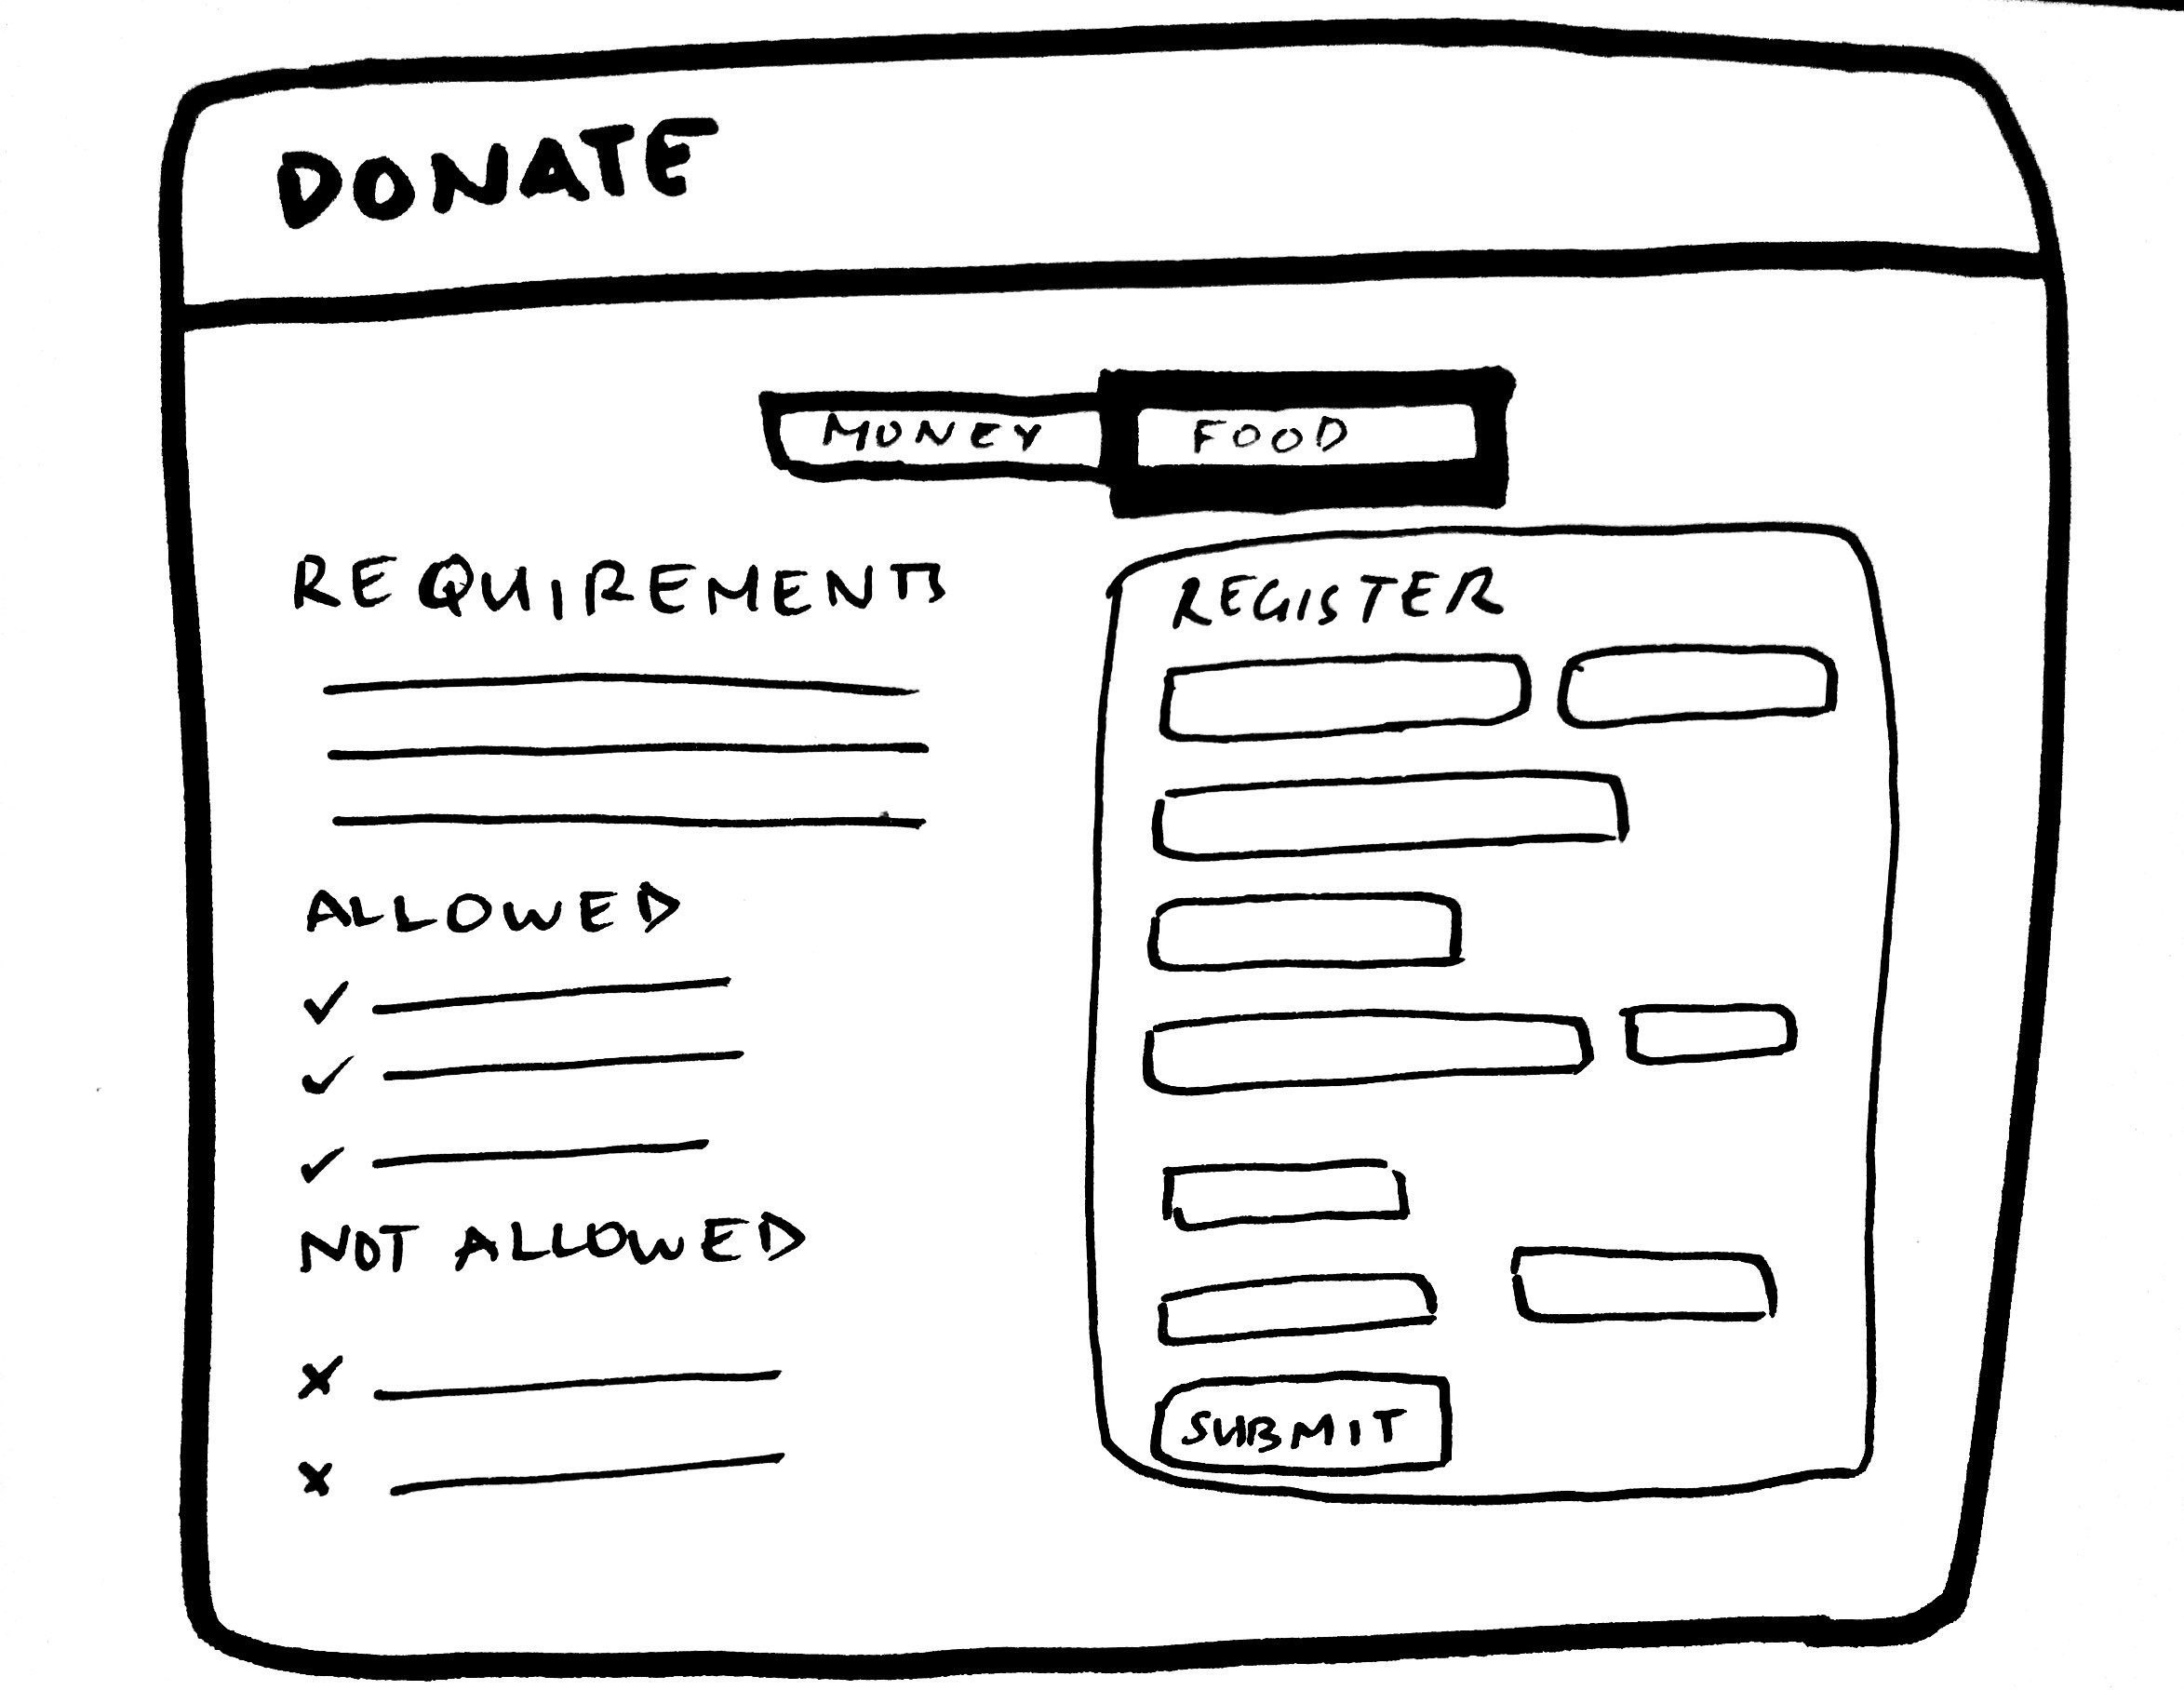 DONATE
MONEY FOOD
REQUIREMENTS
ALLOWED
NOT ALLOWED
REGISTER
SUBMIT